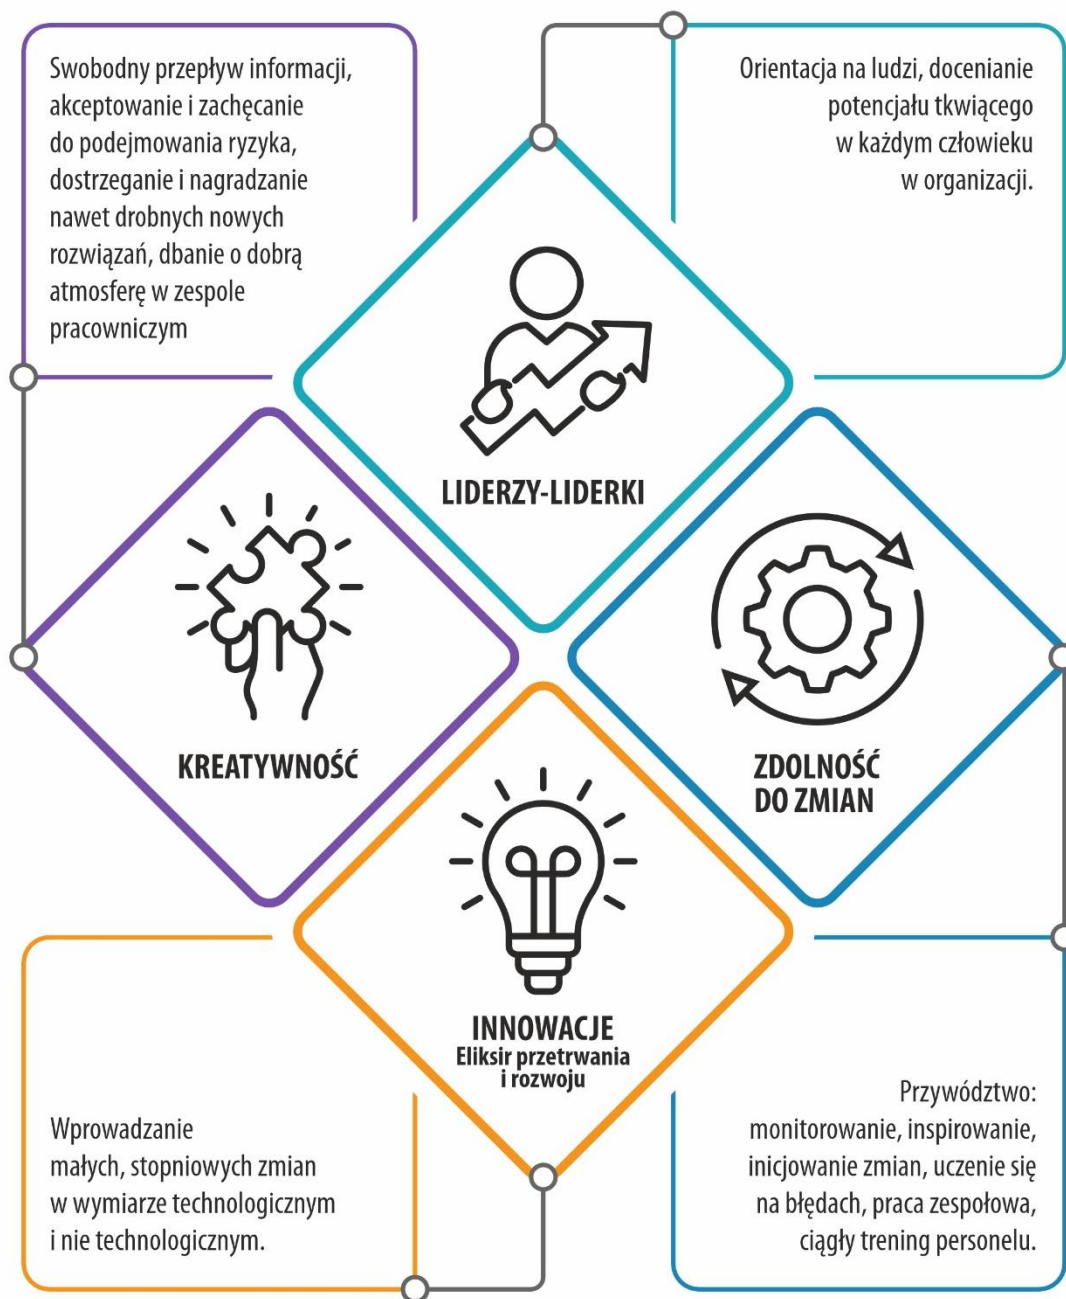 Swobodny przepływ informacji,
akceptowanie i zachęcanie
do podejmowania ryzyka,
dostrzeganie i nagradzanie
nawet drobnych nowych
rozwiązań, dbanie o dobrą
atmosferę w zespole
pracowniczym
Orientacja na ludzi, docenianie
potencjału tkwiącego
w każdym człowieku
w organizacji.
LIDERZY-LIDERKI
KREATYWNOŚĆ
ZDOLNOŚĆ
DO ZMIAN
INNOWACJE
Eliksir przetrwania
i rozwoju
Wprowadzanie
małych, stopniowych zmian
w wymiarze technologicznym
i nie technologicznym.
Przywództwo:
monitorowanie, inspirowanie,
inicjowanie zmian, uczenie się
na błędach, praca zespołowa,
ciągły trening personelu.